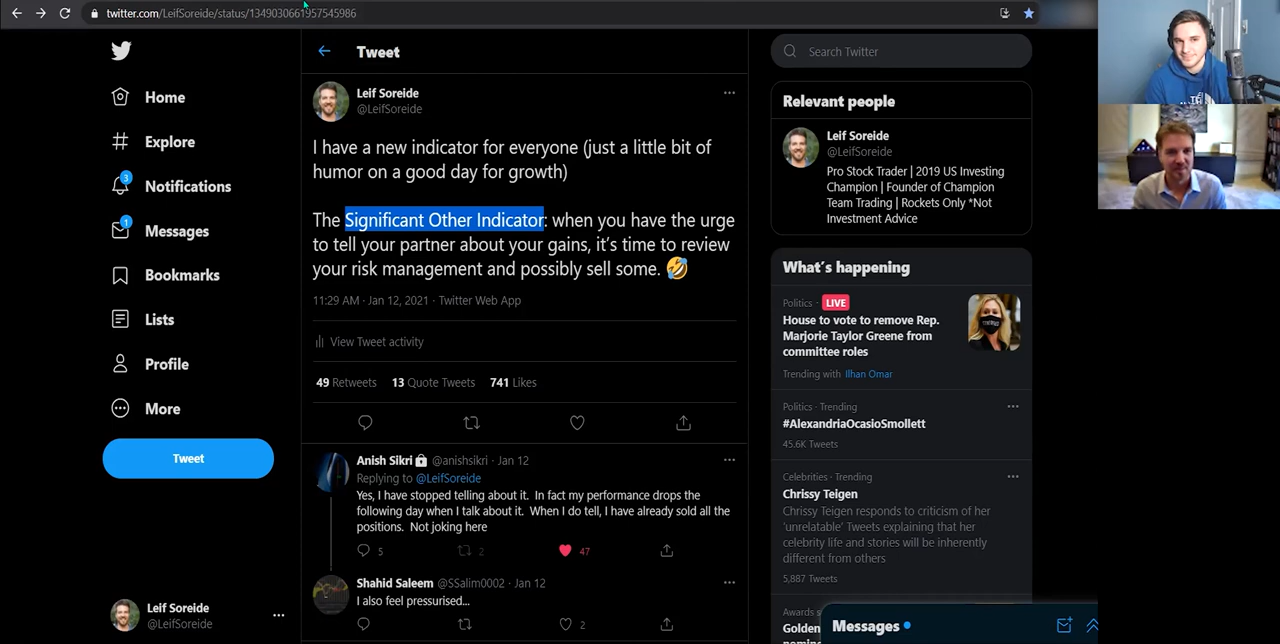 twitter.com/LeifSoreide/status/1349030661957545986
Home
Explore
3
Notifications
1
Messages
Bookmarks
Lists
Profile
More
Tweet
Leif Soreide
@LeifSoreide
Tweet
Leif Soreide
@LeifSoreide
I have a new indicator for everyone (just a little bit of
humor on a good day for growth)
The Significant Other Indicator: when you have the urge
to tell your partner about your gains, it's time to review
your risk management and possibly sell some. 🤣
11:29 AM · Jan 12, 2021 · Twitter Web App
View Tweet activity
49 Retweets 13 Quote Tweets 741 Likes
Anish Sikri @anishsikri · Jan 12
Replying to @LeifSoreide
Yes, I have stopped telling about it. In fact my performance drops the
following day when I talk about it. When I do tell, I have already sold all the
positions. Not joking here
5 2 47
Shahid Saleem @SSalim0002 · Jan 12
I also feel pressurised...
2
Search Twitter
Relevant people
Leif Soreide
@LeifSoreide
Pro Stock Trader | 2019 US Investing
Champion | Founder of Champion
Team Trading | Rockets Only *Not
Investment Advice
What's happening
Politics · LIVE
House to vote to remove Rep.
Marjorie Taylor Greene from
committee roles
Trending with Ilhan Omar
Politics · Trending
#AlexandriaOcasioSmollett
45.6K Tweets
Celebrities · Trending
Chrissy Teigen
Chrissy Teigen responds to criticism of her
'unrelatable' Tweets explaining that her
celebrity life and stories will be inherently
different from others
5,887 Tweets
Awards
Golden
Messages